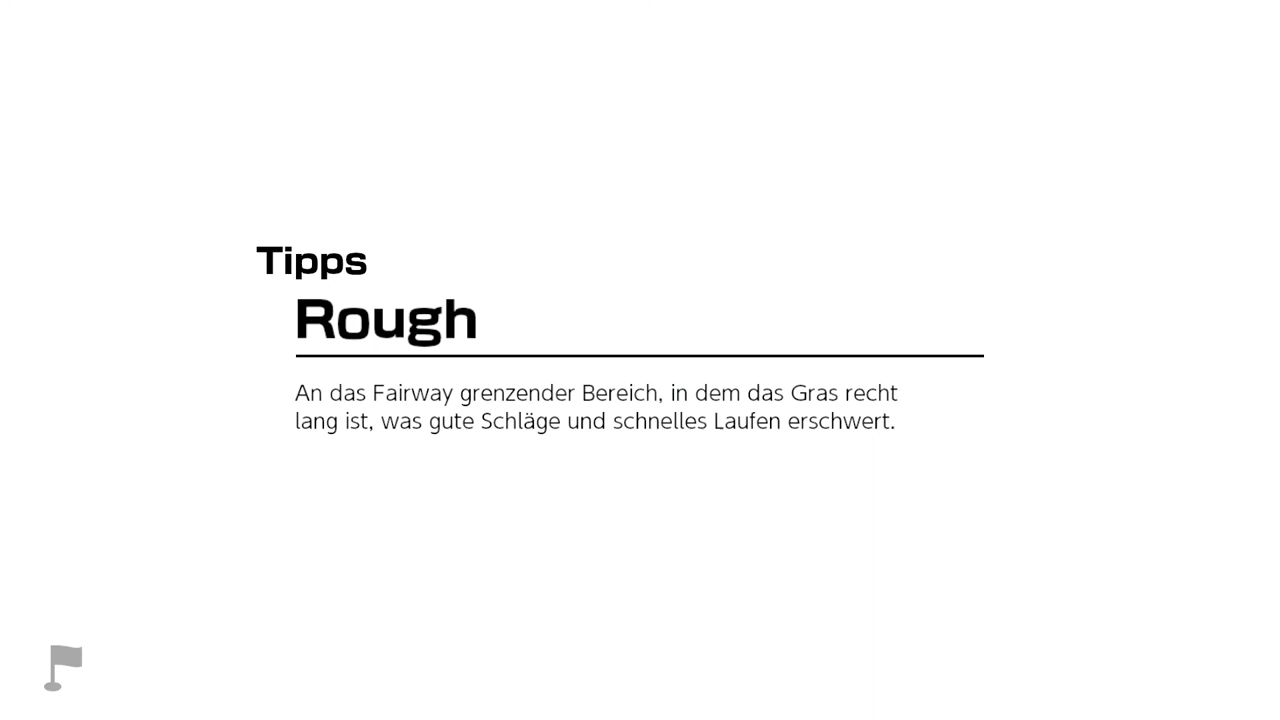 Tipps
Rough
An das Fairway grenzender Bereich, in dem das Gras recht
lang ist, was gute Schläge und schnelles Laufen erschwert.